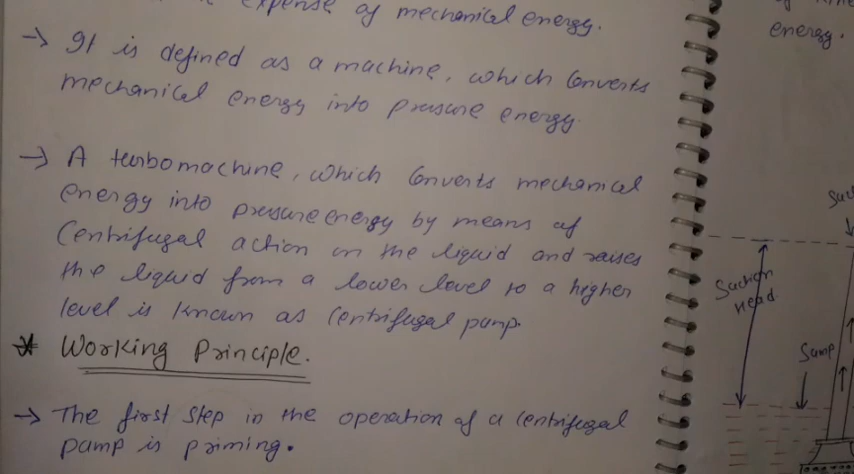 expense of mechanical energy.
→ It is defined as a machine, which converts
mechanical energy into pressure energy.
→ A turbomachine, which converts mechanical
energy into pressure energy by means of
Centrifugal action on the liquid and raises
the liquid from a lower level to a higher
level is known as Centrifugal pump.
* Working Principle.
→ The first step in the operation of a Centrifugal
pump is priming.
energy.
Suction
Head
Sump